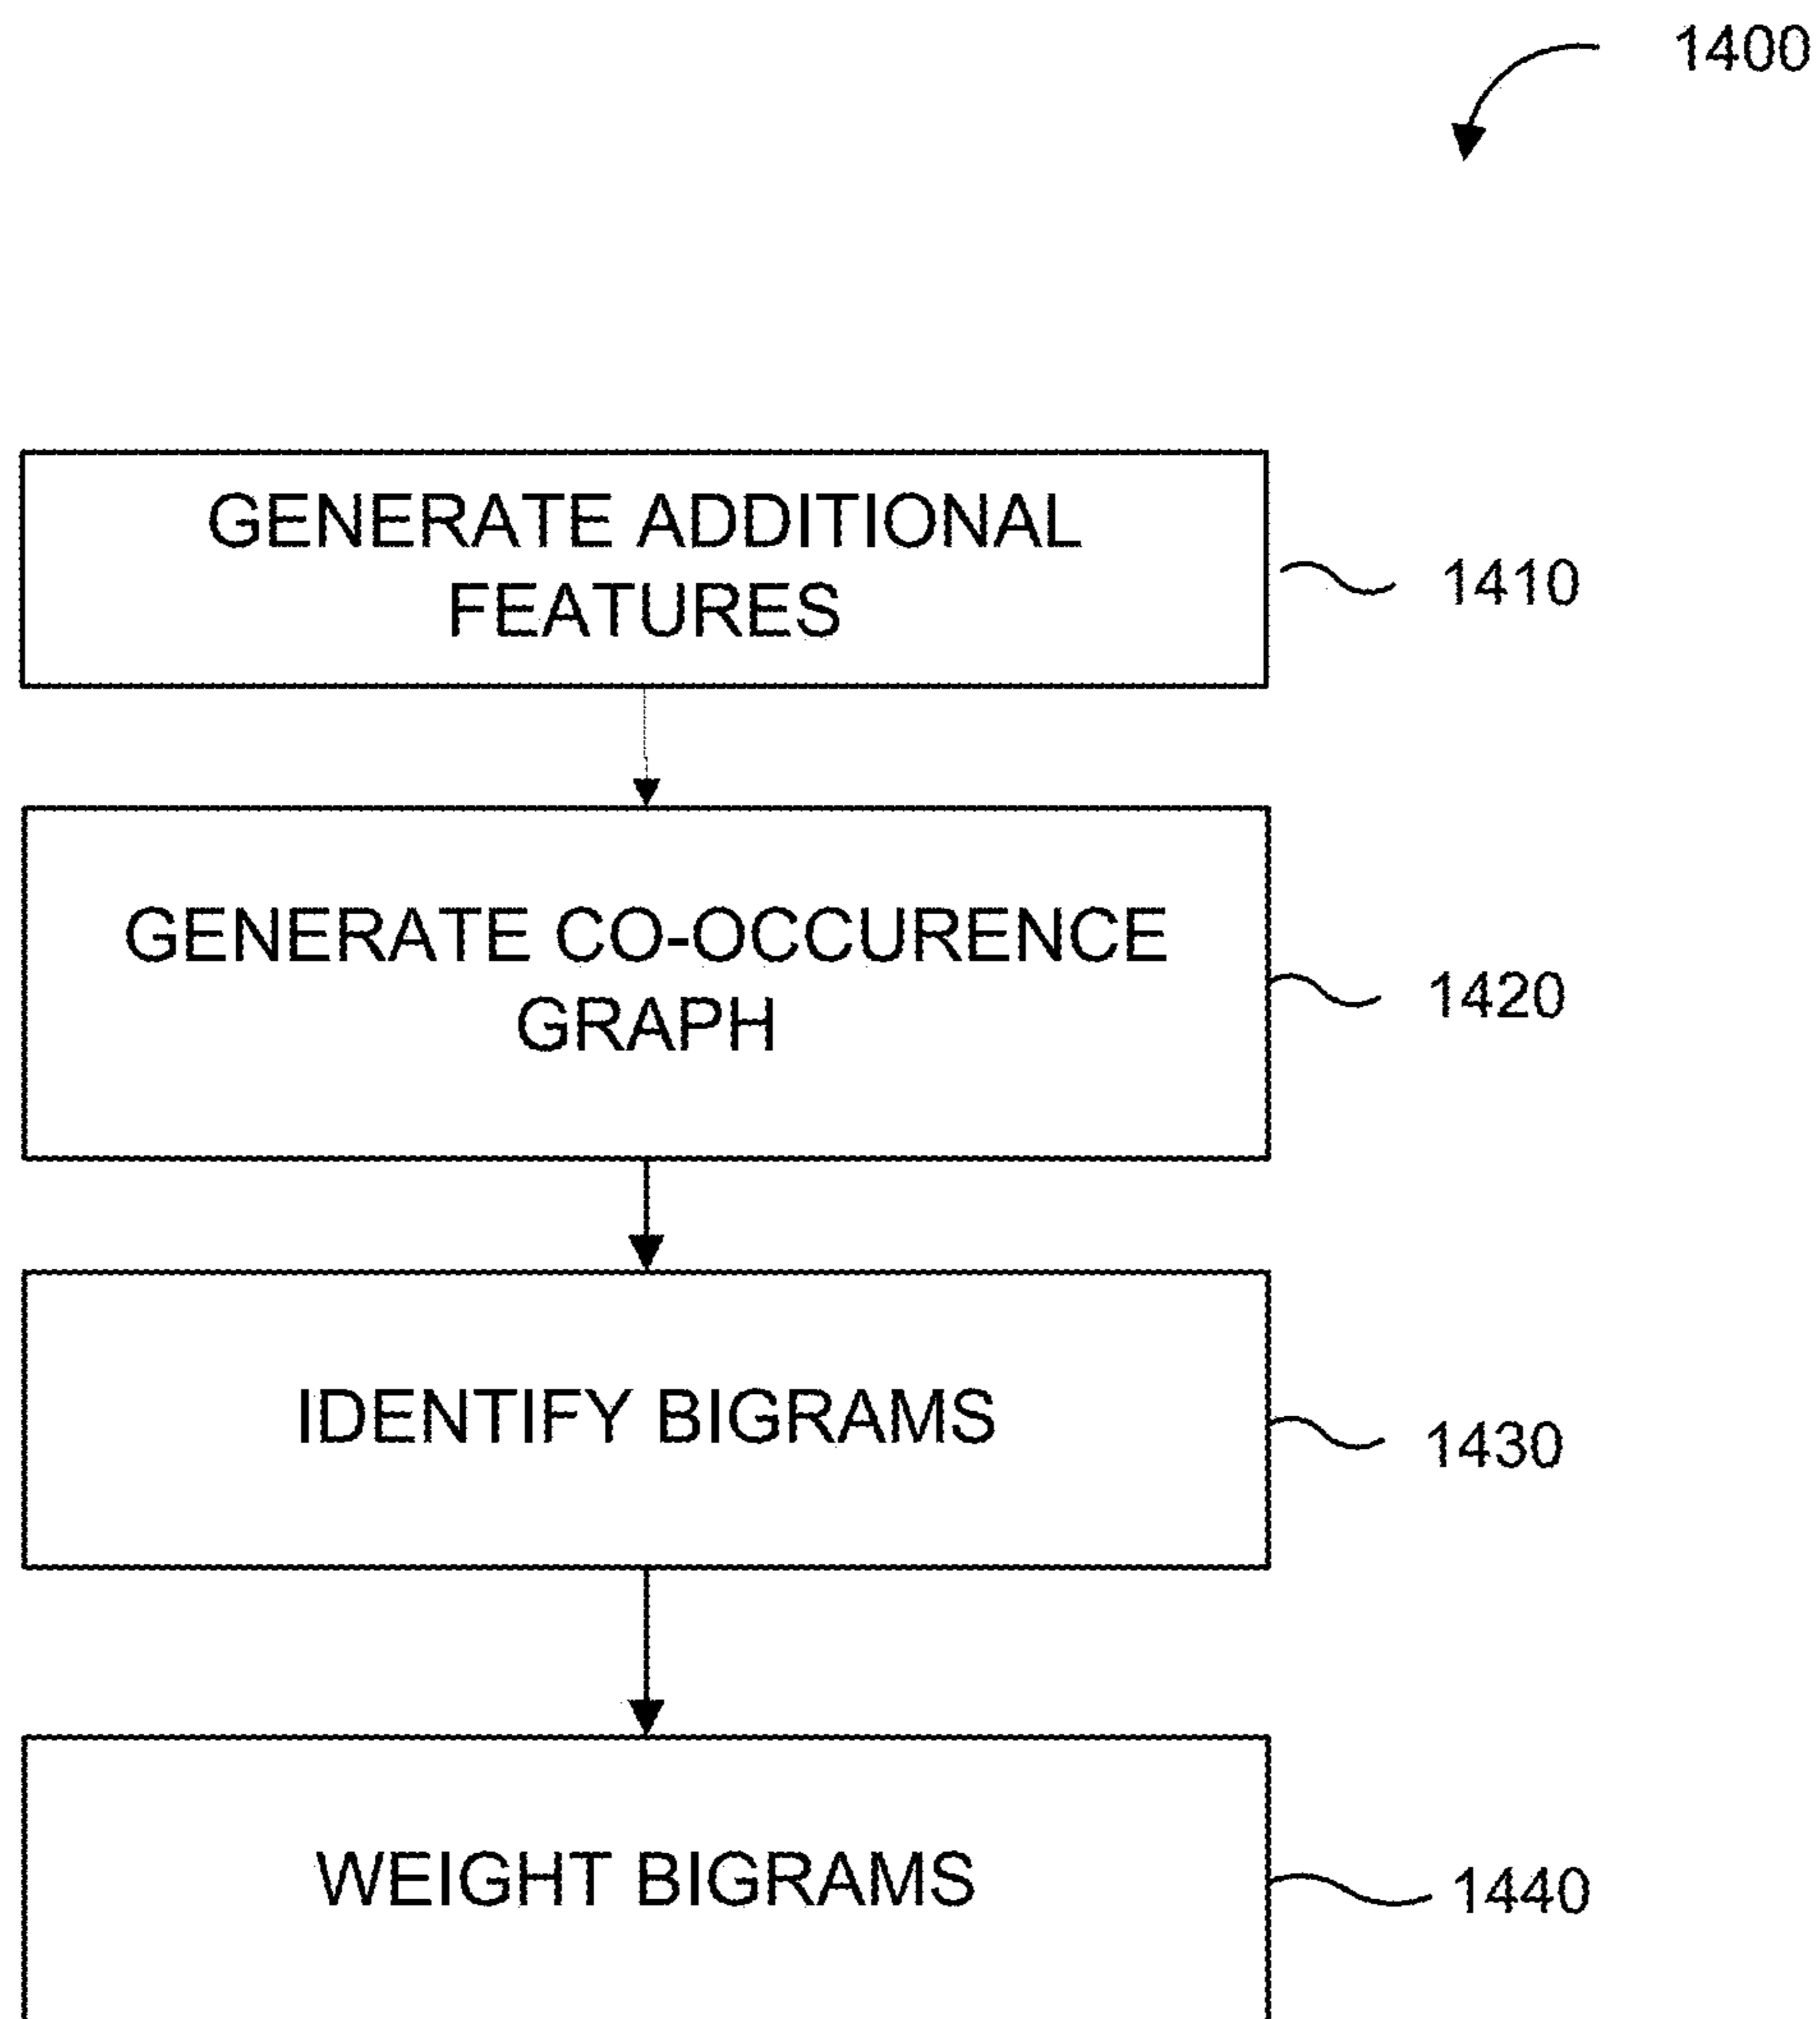 1400
GENERATE ADDITIONAL
FEATURES
1410
GENERATE CO-OCCURENCE
GRAPH
1420
IDENTIFY BIGRAMS
1430
WEIGHT BIGRAMS
1440